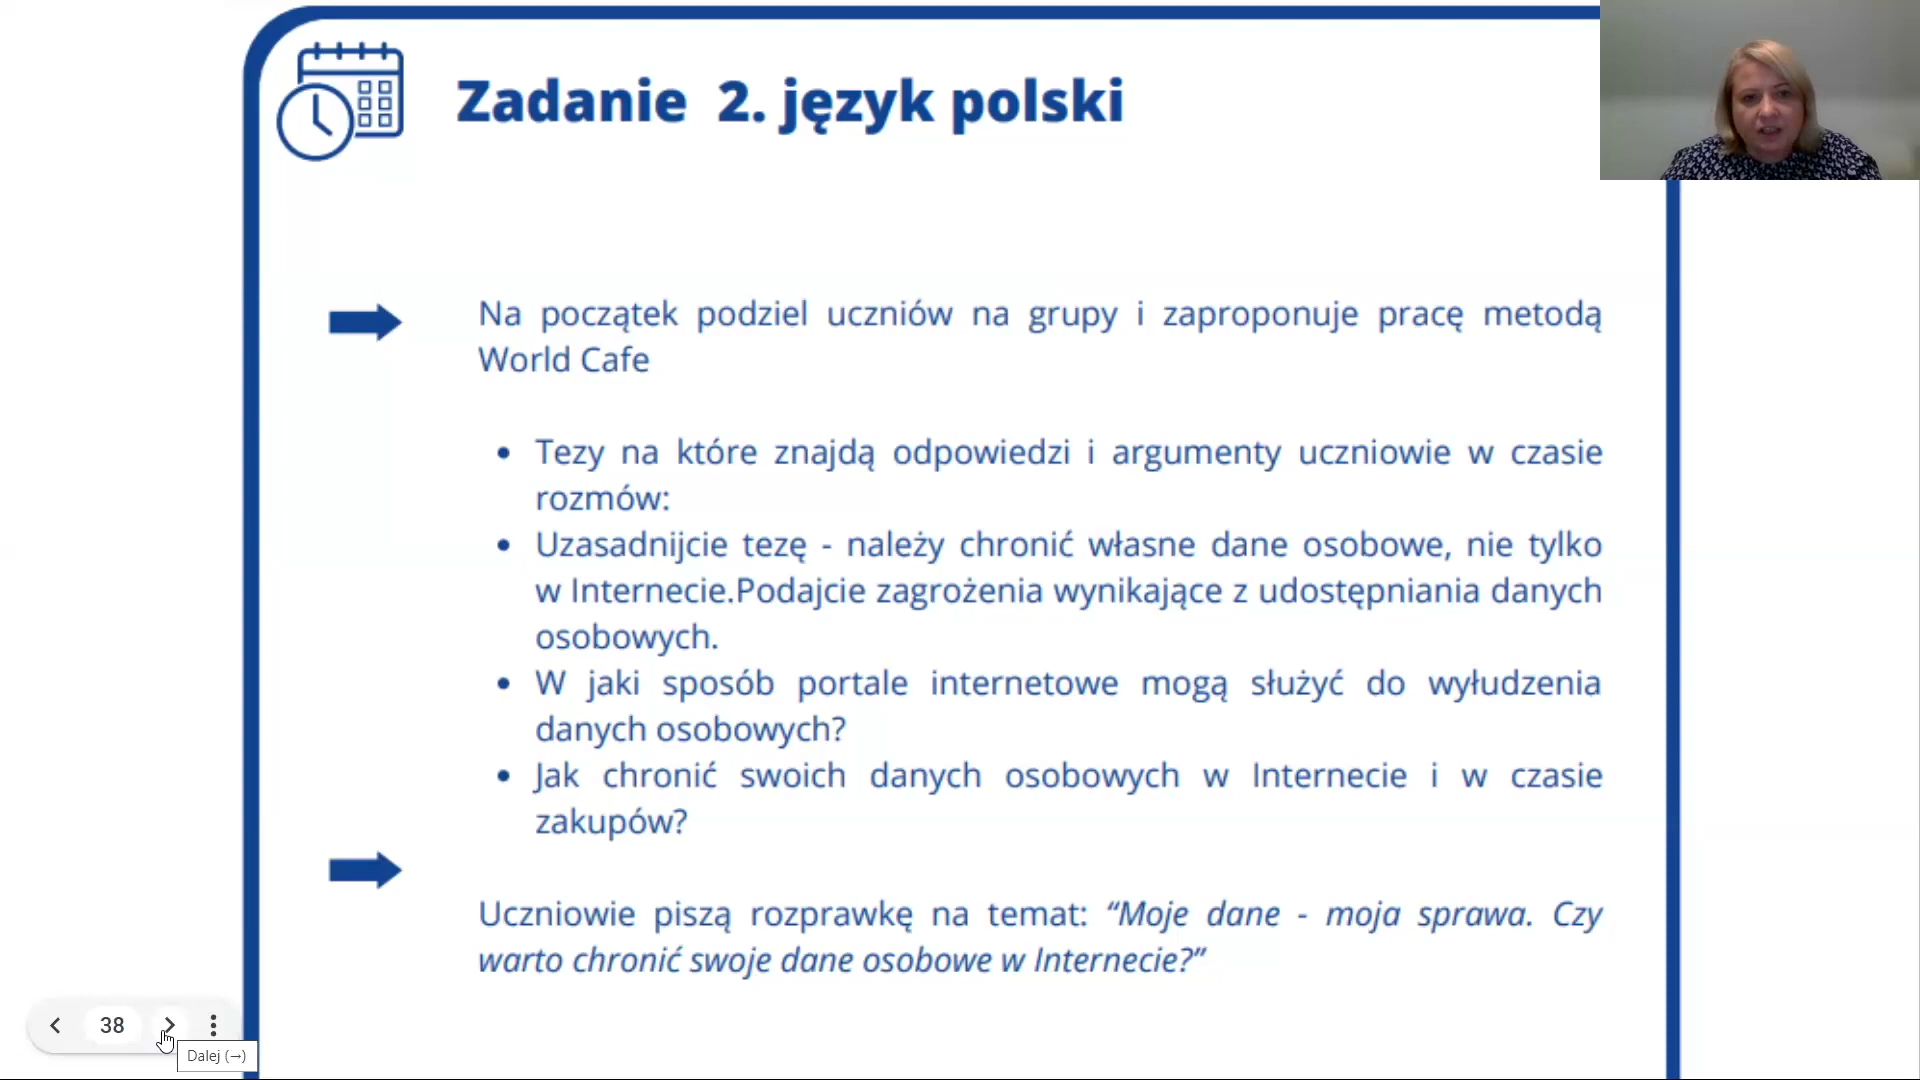 Zadanie 2. język polski
Na początek podziel uczniów na grupy i zaproponuje pracę metodą
World Cafe
• Tezy na które znajdą odpowiedzi i argumenty uczniowie w czasie
rozmów:
• Uzasadnijcie tezę - należy chronić własne dane osobowe, nie tylko
w Internecie.Podajcie zagrożenia wynikające z udostępniania danych
osobowych.
• W jaki sposób portale internetowe mogą służyć do wyłudzenia
danych osobowych?
• Jak chronić swoich danych osobowych w Internecie i w czasie
zakupów?
Uczniowie piszą rozprawkę na temat: “Moje dane - moja sprawa. Czy
warto chronić swoje dane osobowe w Internecie?”
38
Dalej (→)